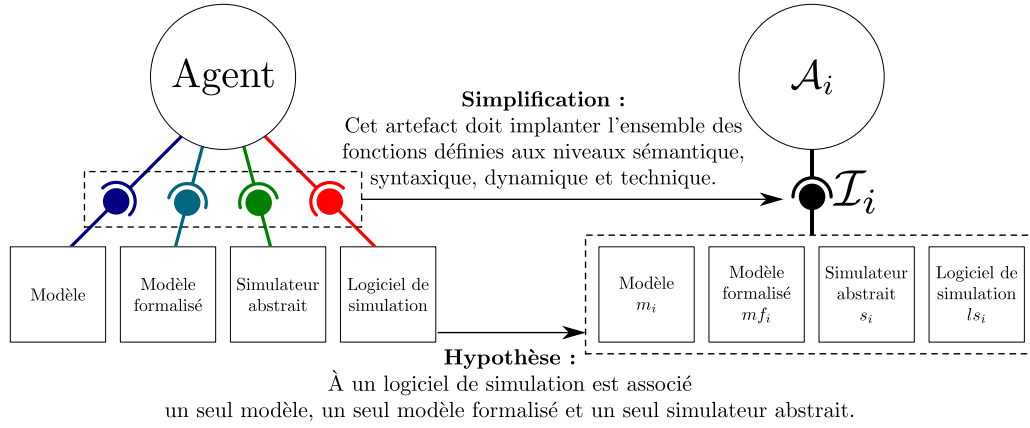 Agent
𝒜ᵢ
Simplification :
Cet artefact doit implanter l'ensemble des
fonctions définies aux niveaux sémantique,
syntaxique, dynamique et technique.
ℐᵢ
Modèle
Modèle
formalisé
Simulateur
abstrait
Logiciel de
simulation
Modèle
mᵢ
Modèle
formalisé
mfᵢ
Simulateur
abstrait
sᵢ
Logiciel de
simulation
lsᵢ
Hypothèse :
À un logiciel de simulation est associé
un seul modèle, un seul modèle formalisé et un seul simulateur abstrait.